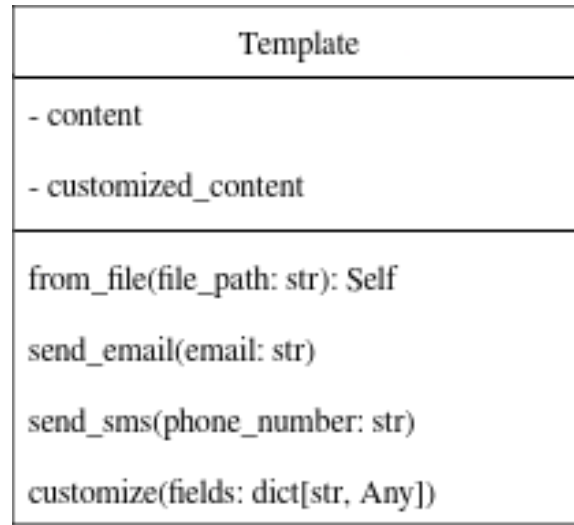 Template
- content
- customized_content
from_file(file_path: str): Self
send_email(email: str)
send_sms(phone_number: str)
customize(fields: dict[str, Any])